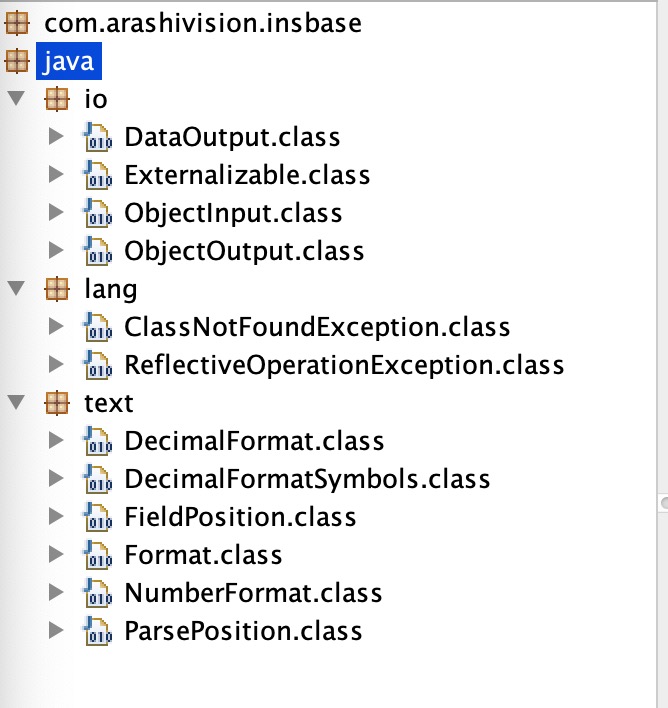 com.arashivision.insbase
java
io
DataOutput.class
Externalizable.class
ObjectInput.class
ObjectOutput.class
lang
ClassNotFoundException.class
ReflectiveOperationException.class
text
DecimalFormat.class
DecimalFormatSymbols.class
FieldPosition.class
Format.class
NumberFormat.class
ParsePosition.class